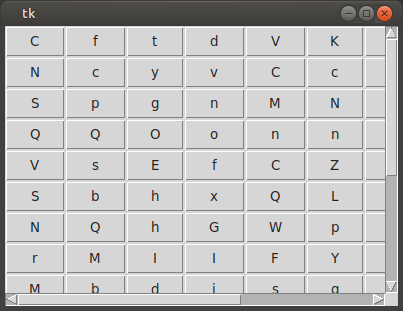 tk
C f t d V K
N c y v C c
S p g n M N
Q Q O o n n
V s E f C Z
S b h x Q L
N Q h G W p
r M I I F Y
M b d i s